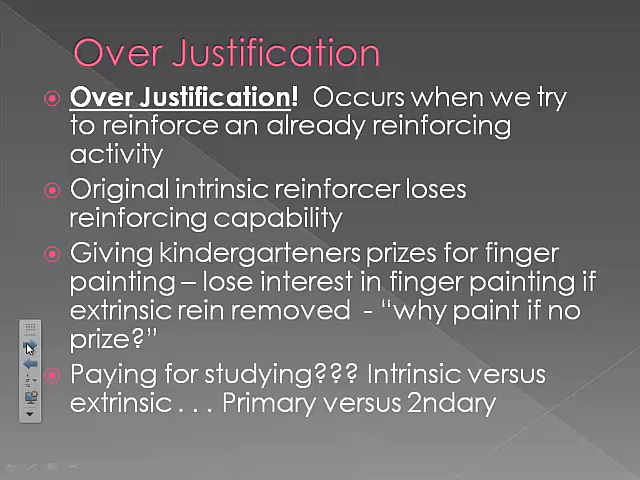 Over Justification
Over Justification! Occurs when we try
to reinforce an already reinforcing
activity
Original intrinsic reinforcer loses
reinforcing capability
Giving kindergarteners prizes for finger
painting – lose interest in finger painting if
extrinsic rein removed - “why paint if no
prize?”
Paying for studying??? Intrinsic versus
extrinsic . . . Primary versus 2ndary